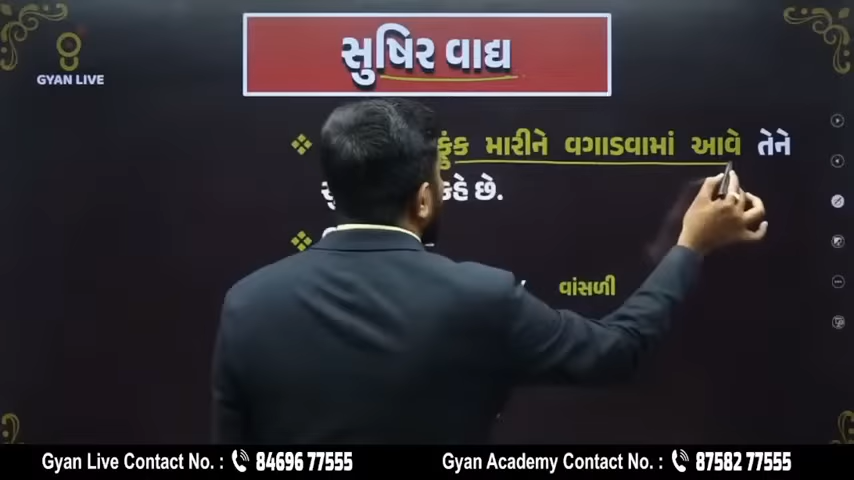 સુષિર વાદ્ય
GYAN LIVE
ફુંક મારીને વગાડવામાં આવે તેને
કહે છે.
વાંસળી
Gyan Live Contact No. : 84696 77555 Gyan Academy Contact No. : 87582 77555